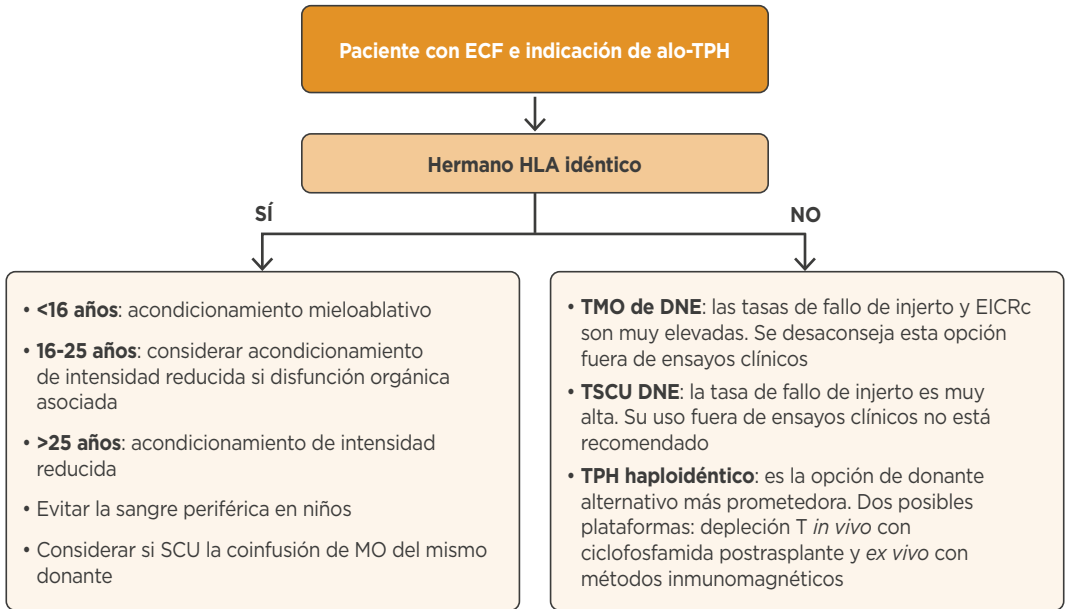 Paciente con ECF e indicación de alo-TPH
Hermano HLA idéntico
SÍ
NO
• <16 años: acondicionamiento mieloablativo
• 16-25 años: considerar acondicionamiento
de intensidad reducida si disfunción orgánica
asociada
• >25 años: acondicionamiento de intensidad
reducida
• Evitar la sangre periférica en niños
• Considerar si SCU la coinfusión de MO del mismo
donante
• TMO de DNE: las tasas de fallo de injerto y EICRc
son muy elevadas. Se desaconseja esta opción
fuera de ensayos clínicos
• TSCU DNE: la tasa de fallo de injerto es muy
alta. Su uso fuera de ensayos clínicos no está
recomendado
• TPH haploidéntico: es la opción de donante
alternativo más prometedora. Dos posibles
plataformas: depleción T in vivo con
ciclofosfamida postrasplante y ex vivo con
métodos inmunomagnéticos